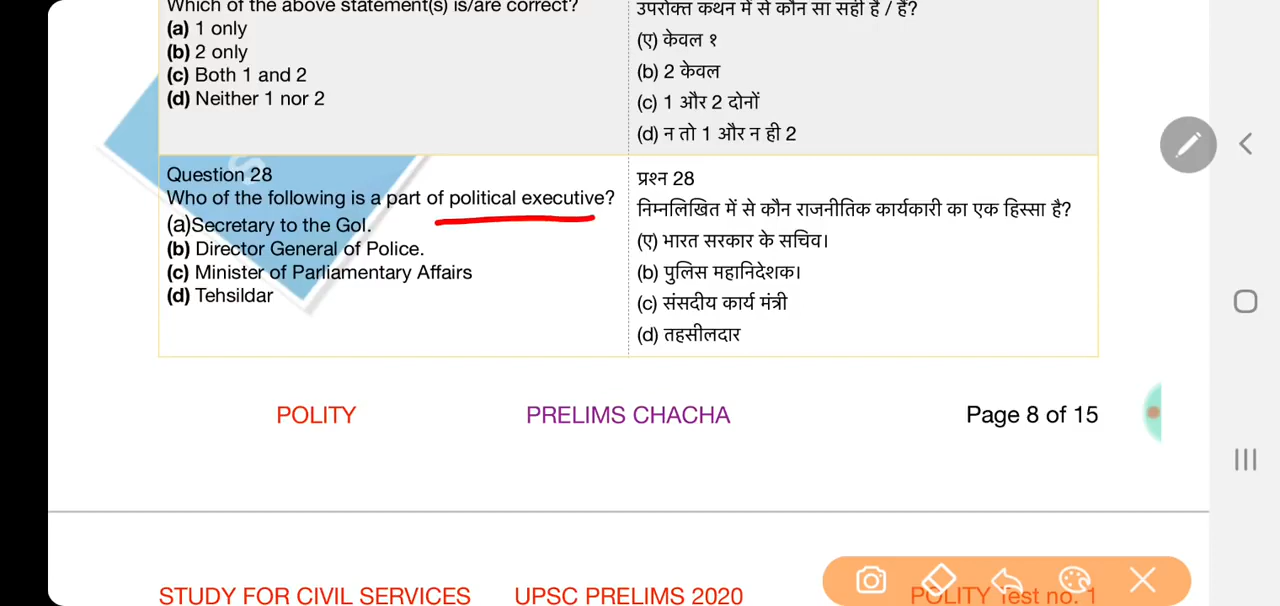 Which of the above statement(s) is/are correct?
(a) 1 only
(b) 2 only
(c) Both 1 and 2
(d) Neither 1 nor 2
उपरोक्त कथन में से कौन सा सही है / हैं?
(ए) केवल १
(b) 2 केवल
(c) 1 और 2 दोनों
(d) न तो 1 और न ही 2
Question 28
Who of the following is a part of political executive?
(a)Secretary to the GoI.
(b) Director General of Police.
(c) Minister of Parliamentary Affairs
(d) Tehsildar
प्रश्न 28
निम्नलिखित में से कौन राजनीतिक कार्यकारी का एक हिस्सा है?
(ए) भारत सरकार के सचिव।
(b) पुलिस महानिदेशक।
(c) संसदीय कार्य मंत्री
(d) तहसीलदार
POLITY PRELIMS CHACHA Page 8 of 15
STUDY FOR CIVIL SERVICES UPSC PRELIMS 2020 POLITY Test no. 1